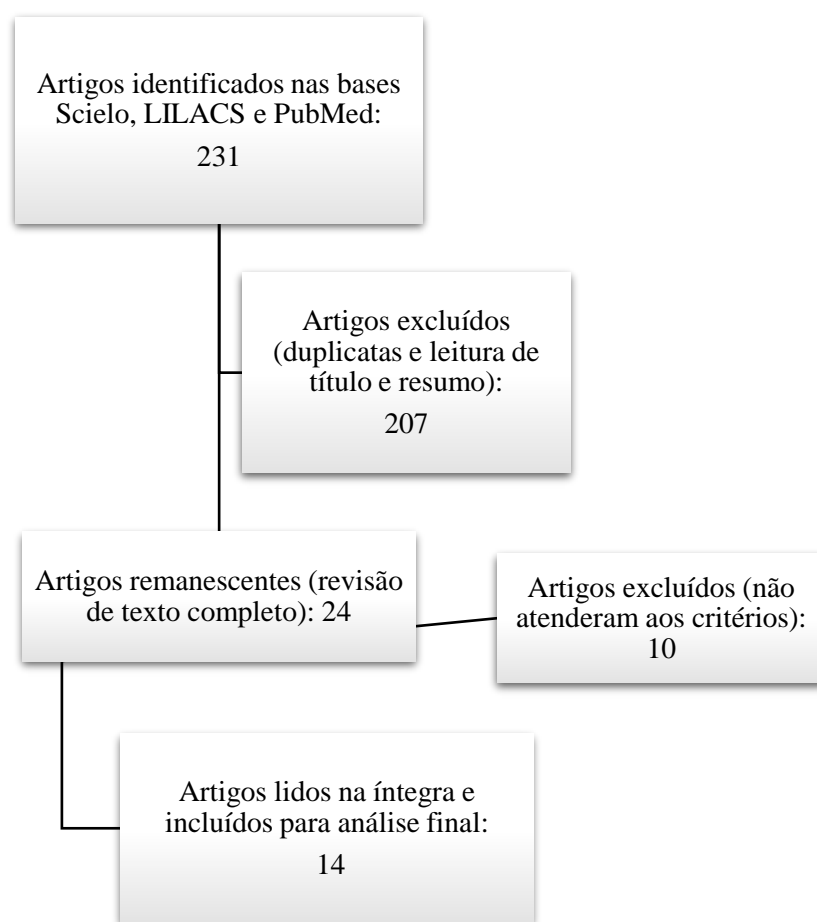 Artigos identificados nas bases
Scielo, LILACS e PubMed:
231
Artigos excluídos
(duplicatas e leitura de
título e resumo):
207
Artigos remanescentes (revisão
de texto completo): 24
Artigos excluídos (não
atenderam aos critérios):
10
Artigos lidos na íntegra e
incluídos para análise final:
14